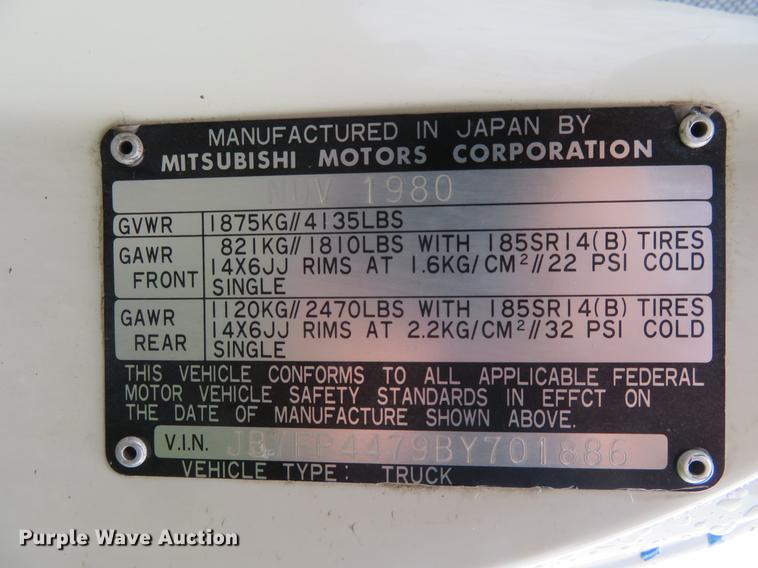 MANUFACTURED IN JAPAN BY
MITSUBISHI MOTORS CORPORATION
NOV 1980
GVWR 1875KG//4135LBS
GAWR FRONT 821KG//1810LBS WITH 185SR14(B) TIRES
14X6JJ RIMS AT 1.6KG/CM²//22 PSI COLD
SINGLE
GAWR REAR 1120KG//2470LBS WITH 185SR14(B) TIRES
14X6JJ RIMS AT 2.2KG/CM²//32 PSI COLD
SINGLE
THIS VEHICLE CONFORMS TO ALL APPLICABLE FEDERAL
MOTOR VEHICLE SAFETY STANDARDS IN EFFCT ON
THE DATE OF MANUFACTURE SHOWN ABOVE.
V.I.N. JB7FP4479BY701886
VEHICLE TYPE: TRUCK
Purple Wave Auction